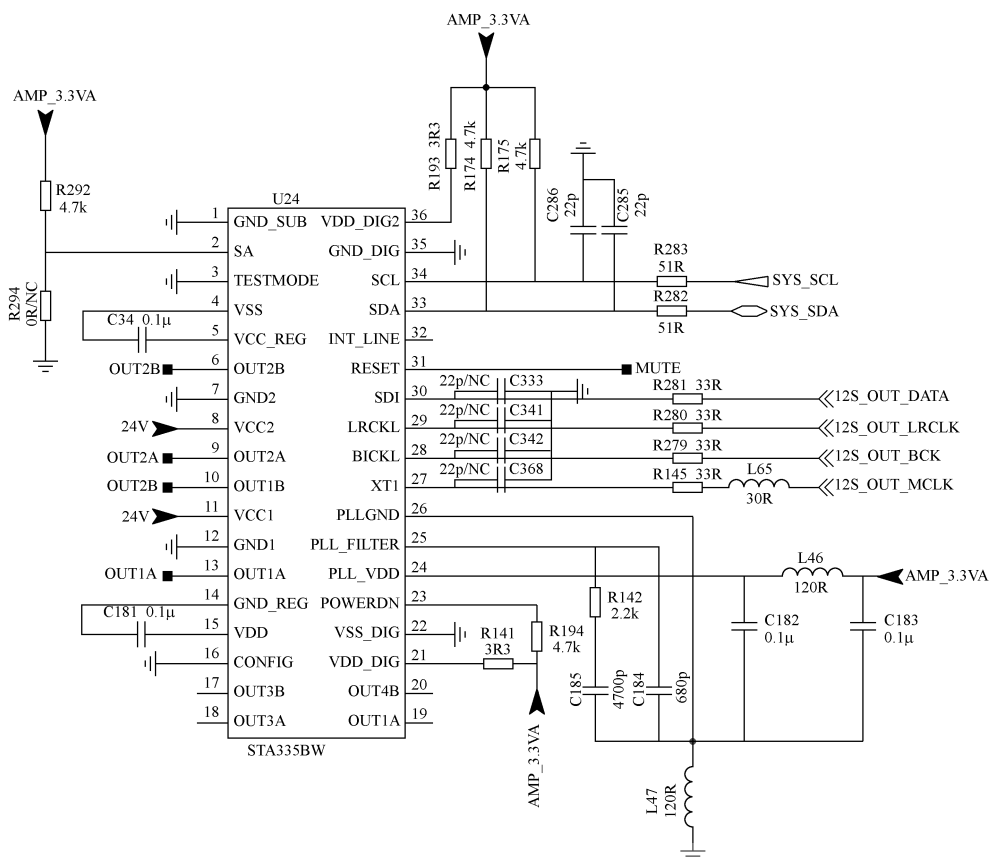 AMP_3.3VA
AMP_3.3VA
R292
4.7k
R294
0R/NC
R193 3R3
R174 4.7k
R175
4.7k
C286
22p
C285
22p
R283
51R
SYS_SCL
R282
51R
SYS_SDA
U24
1 GND_SUB VDD_DIG2 36
2 SA GND_DIG 35
3 TESTMODE SCL 34
4 VSS SDA 33
C34 0.1μ
5 VCC_REG INT_LINE 32
OUT2B 6 OUT2B RESET 31 MUTE
7 GND2 SDI 30
24V 8 VCC2 LRCKL 29
OUT2A 9 OUT2A BICKL 28
OUT2B 10 OUT1B XT1 27
24V 11 VCC1 PLLGND 26
12 GND1 PLL_FILTER 25
OUT1A 13 OUT1A PLL_VDD 24
14 GND_REG POWERDN 23
C181 0.1μ
15 VDD VSS_DIG 22
16 CONFIG VDD_DIG 21
17 OUT3B OUT4B 20
18 OUT3A OUT1A 19
STA335BW
22p/NC C333
22p/NC C341
22p/NC C342
22p/NC C368
R281 33R 12S_OUT_DATA
R280 33R 12S_OUT_LRCLK
R279 33R 12S_OUT_BCK
R145 33R
L65
30R
12S_OUT_MCLK
L46
120R
AMP_3.3VA
R142
2.2k
C182
0.1μ
C183
0.1μ
R141
3R3
R194
4.7k
C185
4700p
C184
680p
AMP_3.3VA
L47
120R